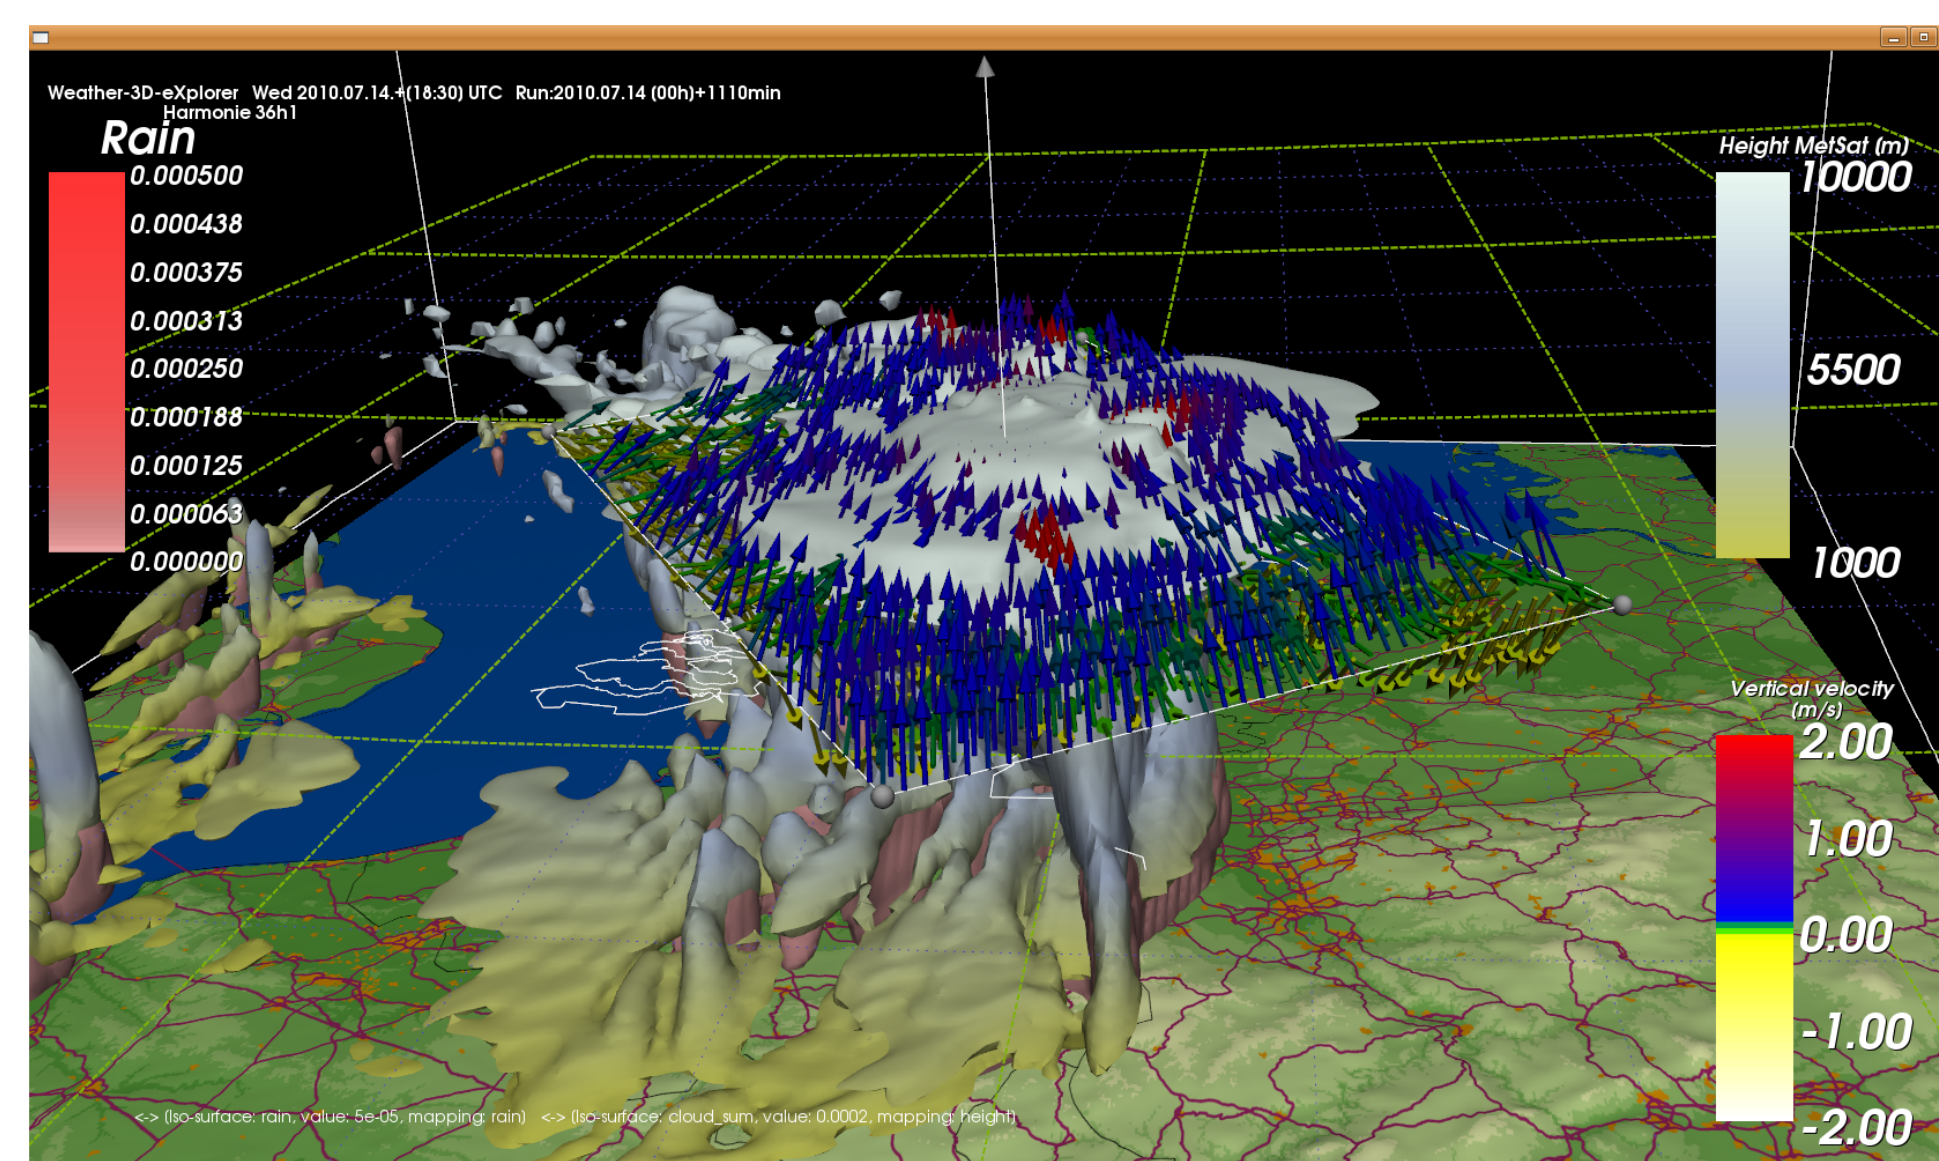 Weather-3D-eXplorer Wed 2010.07.14.+(18:30) UTC Run:2010.07.14 (00h)+1110min
Harmonie 36h1
Rain
0.000500
0.000438
0.000375
0.000313
0.000250
0.000188
0.000125
0.000063
0.000000
Height MetSat (m)
10000
5500
1000
Vertical velocity
(m/s)
2.00
1.00
0.00
-1.00
-2.00
<-> (Iso-surface: rain, value: 5e-05, mapping: rain) <-> (Iso-surface: cloud_sum, value: 0.0002, mapping: height)